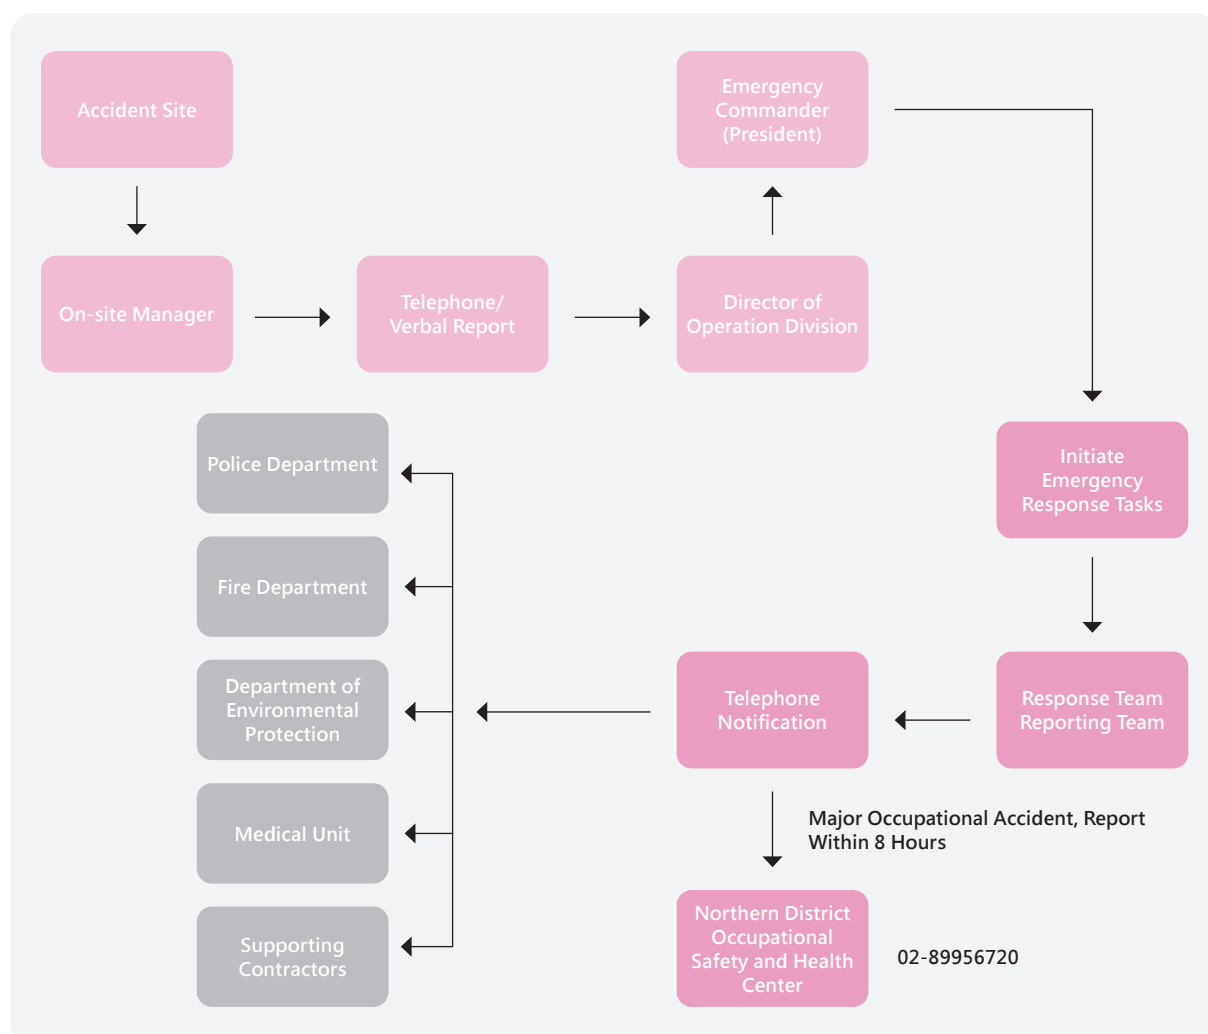 Accident Site
Emergency
Commander
(President)
On-site Manager
Telephone/
Verbal Report
Director of
Operation Division
Police Department
Initiate
Emergency
Response Tasks
Fire Department
Department of
Environmental
Protection
Telephone
Notification
Response Team
Reporting Team
Medical Unit
Major Occupational Accident, Report
Within 8 Hours
Supporting
Contractors
Northern District
Occupational
Safety and Health
Center
02-89956720